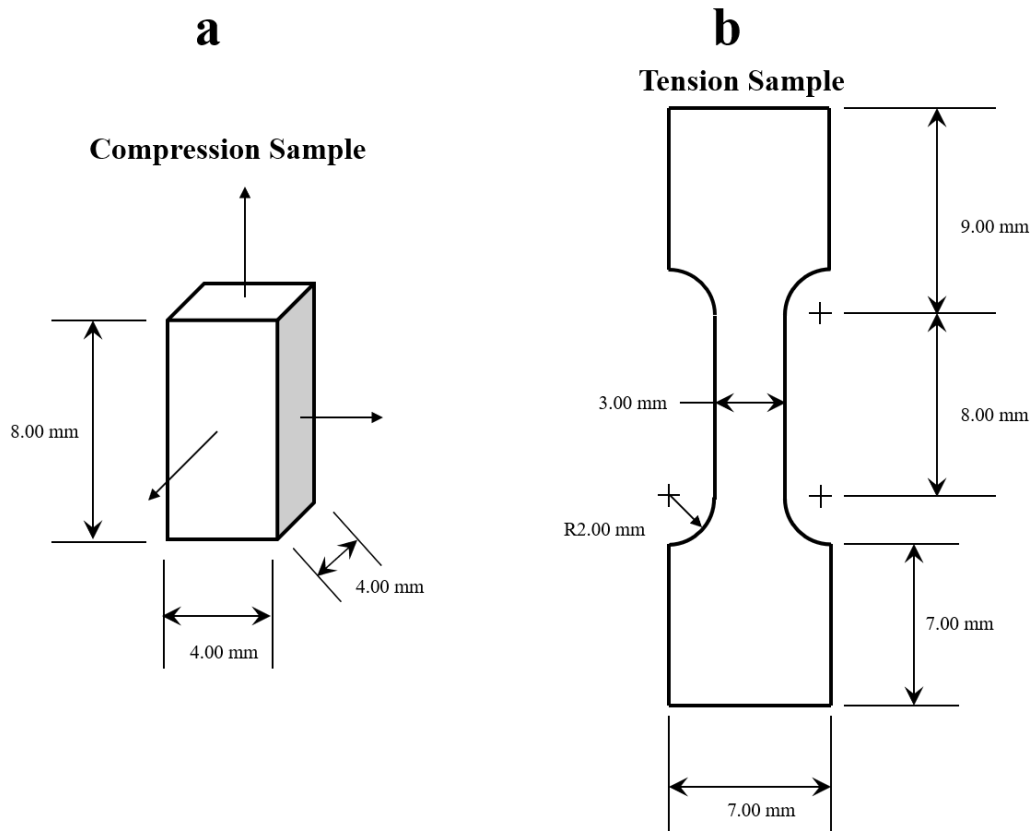 a
Compression Sample
8.00 mm
4.00 mm
4.00 mm
b
Tension Sample
9.00 mm
3.00 mm
8.00 mm
R2.00 mm
7.00 mm
7.00 mm